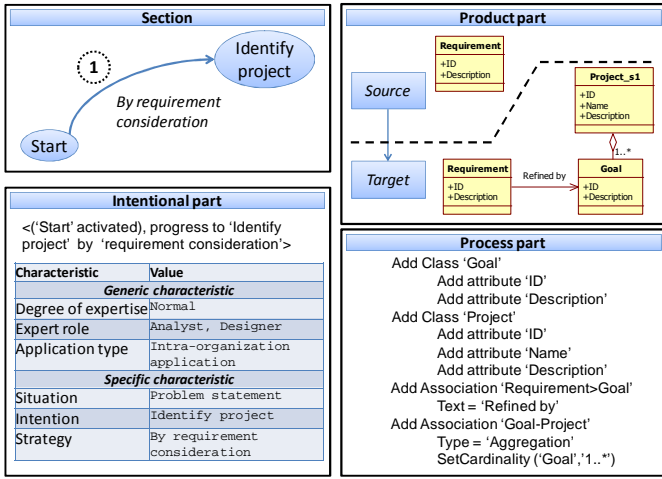 Section
1
Identify
project
By requirement
consideration
Start
Product part
Requirement
+ID
+Description
Project_s1
+ID
+Name
+Description
Source
1..*
Target
Requirement
+ID
+Description
Refined by
Goal
+ID
+Description
Intentional part
<('Start' activated), progress to 'Identify
project' by 'requirement consideration'>
Characteristic Value
Generic characteristic
Degree of expertise Normal
Expert role Analyst, Designer
Application type Intra-organization
application
Specific characteristic
Situation Problem statement
Intention Identify project
Strategy By requirement
consideration
Process part
Add Class 'Goal'
Add attribute 'ID'
Add attribute 'Description'
Add Class 'Project'
Add attribute 'ID'
Add attribute 'Name'
Add attribute 'Description'
Add Association 'Requirement>Goal'
Text = 'Refined by'
Add Association 'Goal-Project'
Type = 'Aggregation'
SetCardinality ('Goal','1..*')